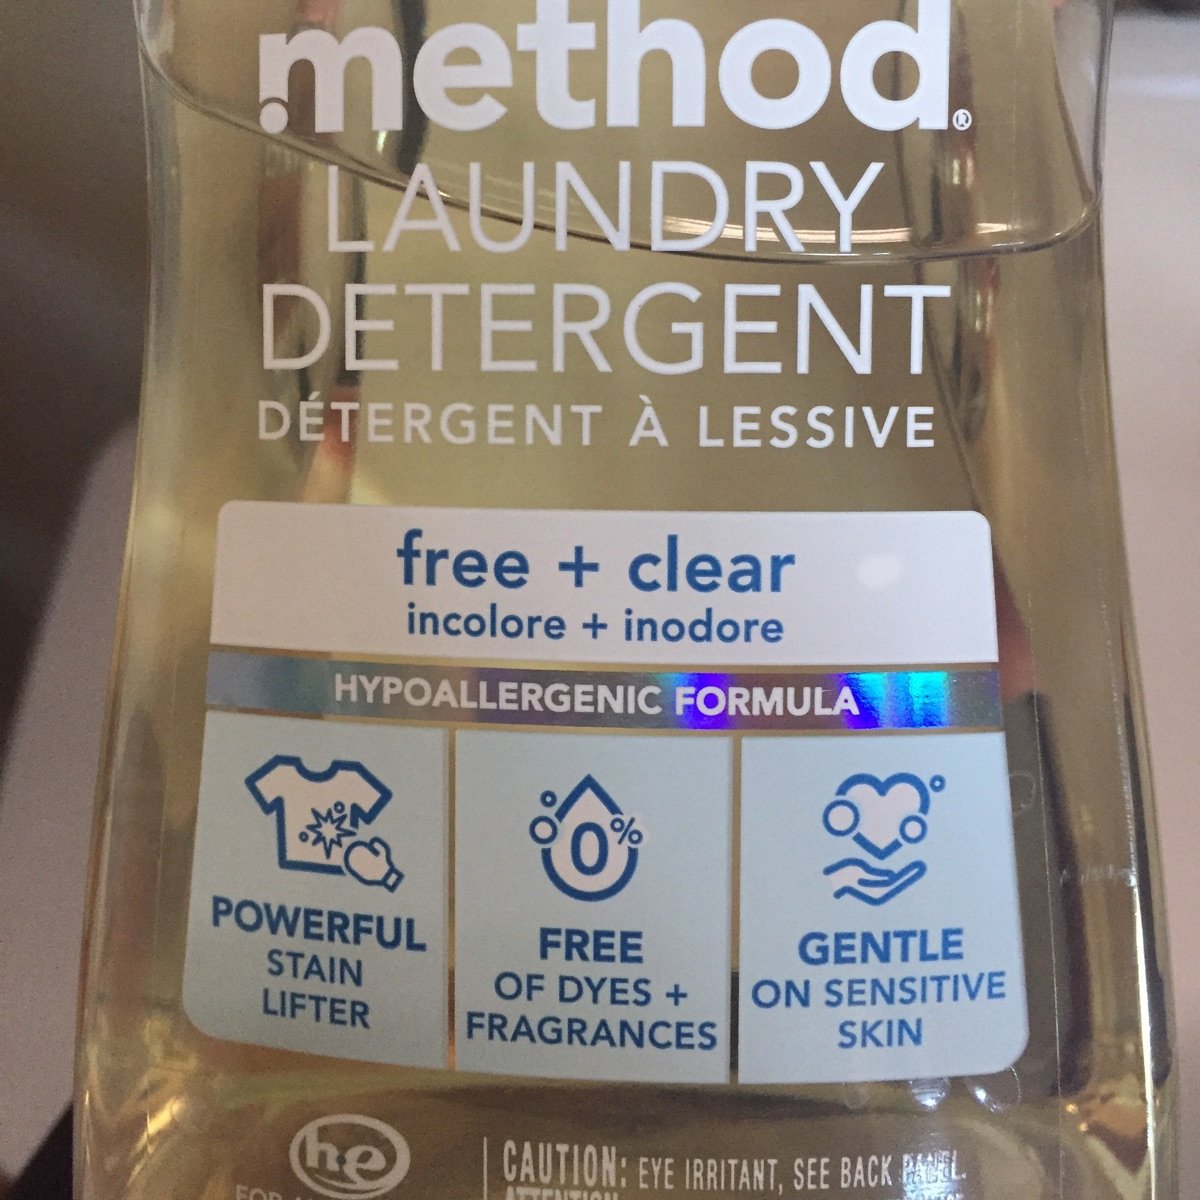 method®
LAUNDRY
DETERGENT
DÉTERGENT À LESSIVE
free + clear
incolore + inodore
HYPOALLERGENIC FORMULA
POWERFUL
STAIN
LIFTER
0%
FREE
OF DYES +
FRAGRANCES
GENTLE
ON SENSITIVE
SKIN
he
CAUTION: EYE IRRITANT, SEE BACK PANEL.